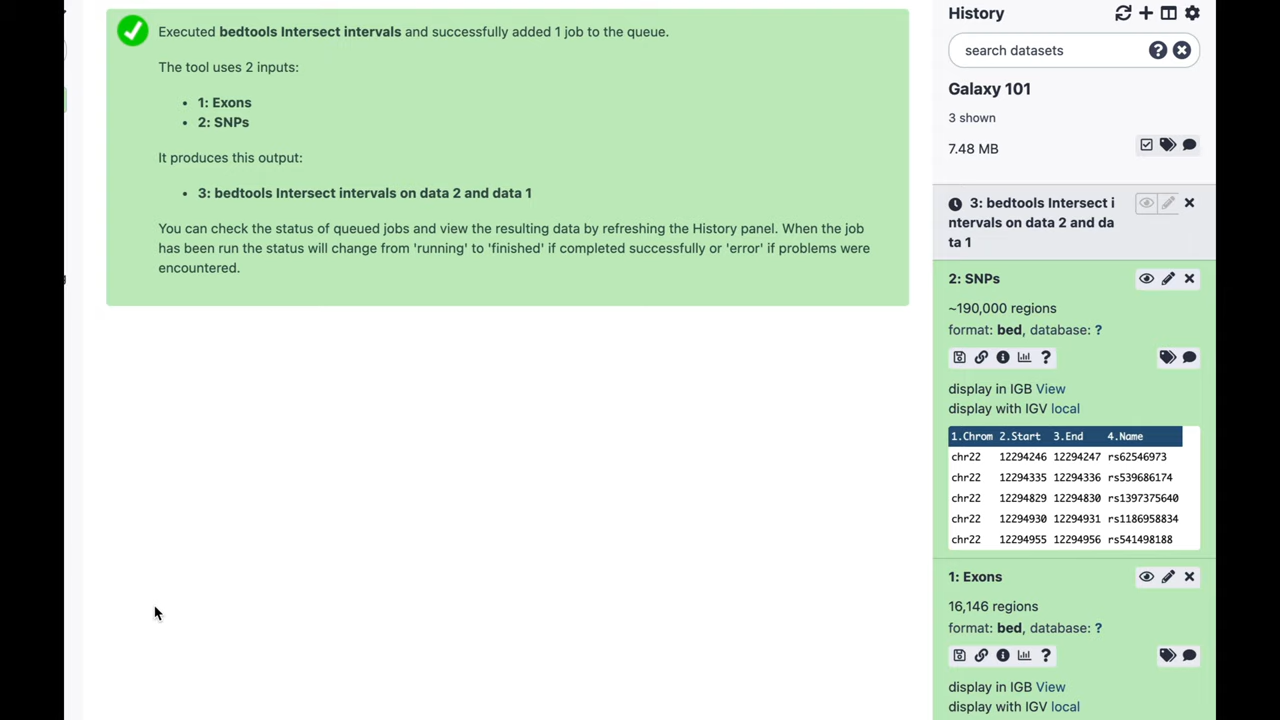 Executed bedtools Intersect intervals and successfully added 1 job to the queue.
The tool uses 2 inputs:
• 1: Exons
• 2: SNPs
It produces this output:
• 3: bedtools Intersect intervals on data 2 and data 1
You can check the status of queued jobs and view the resulting data by refreshing the History panel. When the job
has been run the status will change from 'running' to 'finished' if completed successfully or 'error' if problems were
encountered.
History
search datasets
Galaxy 101
3 shown
7.48 MB
3: bedtools Intersect i
ntervals on data 2 and da
ta 1
2: SNPs
~190,000 regions
format: bed, database: ?
display in IGB View
display with IGV local
1.Chrom 2.Start 3.End 4.Name
chr22 12294246 12294247 rs62546973
chr22 12294335 12294336 rs539686174
chr22 12294829 12294830 rs1397375640
chr22 12294930 12294931 rs1186958834
chr22 12294955 12294956 rs541498188
1: Exons
16,146 regions
format: bed, database: ?
display in IGB View
display with IGV local